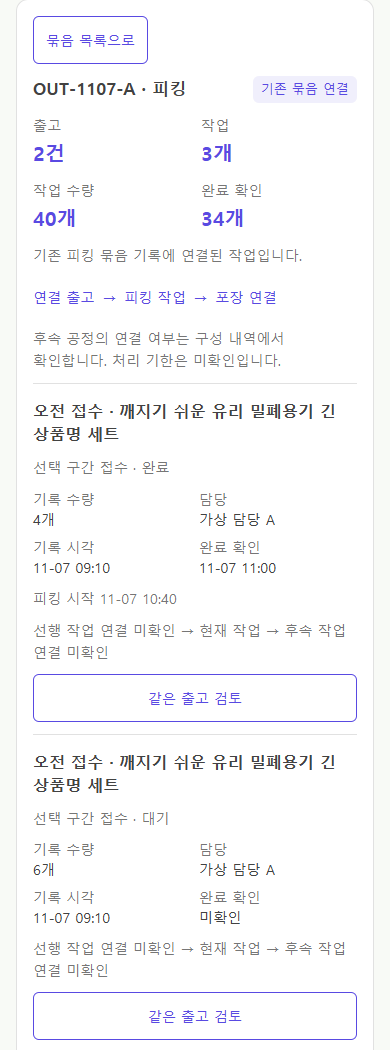 묶음 목록으로
OUT-1107-A · 피킹
기존 묶음 연결
출고
작업
2건
3개
작업 수량
완료 확인
40개
34개
기존 피킹 묶음 기록에 연결된 작업입니다.
연결 출고 → 피킹 작업 → 포장 연결
후속 공정의 연결 여부는 구성 내역에서
확인합니다. 처리 기한은 미확인입니다.
오전 접수 · 깨지기 쉬운 유리 밀폐용기 긴
상품명 세트
선택 구간 접수 · 완료
기록 수량
담당
4개
가상 담당 A
기록 시각
완료 확인
11-07 09:10
11-07 11:00
피킹 시작 11-07 10:40
선행 작업 연결 미확인 → 현재 작업 → 후속 작업
연결 미확인
같은 출고 검토
오전 접수 · 깨지기 쉬운 유리 밀폐용기 긴
상품명 세트
선택 구간 접수 · 대기
기록 수량
담당
6개
가상 담당 A
기록 시각
완료 확인
11-07 09:10
미확인
선행 작업 연결 미확인 → 현재 작업 → 후속 작업
연결 미확인
같은 출고 검토